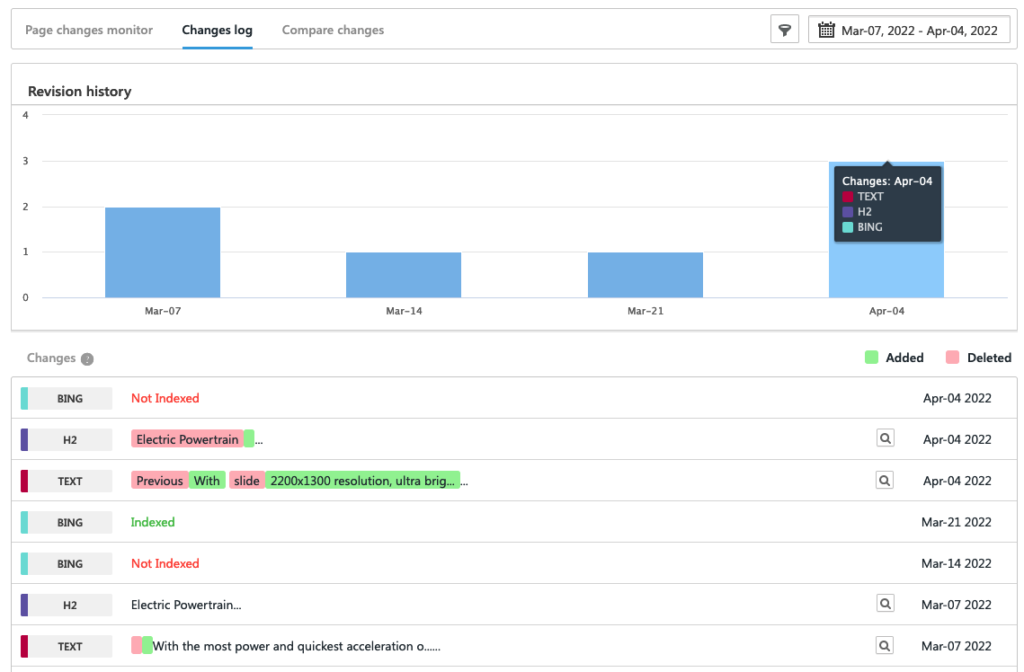 Page changes monitor Changes log Compare changes Mar-07, 2022 - Apr-04, 2022
Revision history
4
3
2
1
0
Changes: Apr-04
TEXT
H2
BING
Mar-07 Mar-14 Mar-21 Apr-04
Changes ? Added Deleted
BING Not Indexed Apr-04 2022
H2 Electric Powertrain ... Apr-04 2022
TEXT Previous With slide 2200x1300 resolution, ultra brig... ... Apr-04 2022
BING Indexed Mar-21 2022
BING Not Indexed Mar-14 2022
H2 Electric Powertrain... Mar-07 2022
TEXT With the most power and quickest acceleration o...... Mar-07 2022